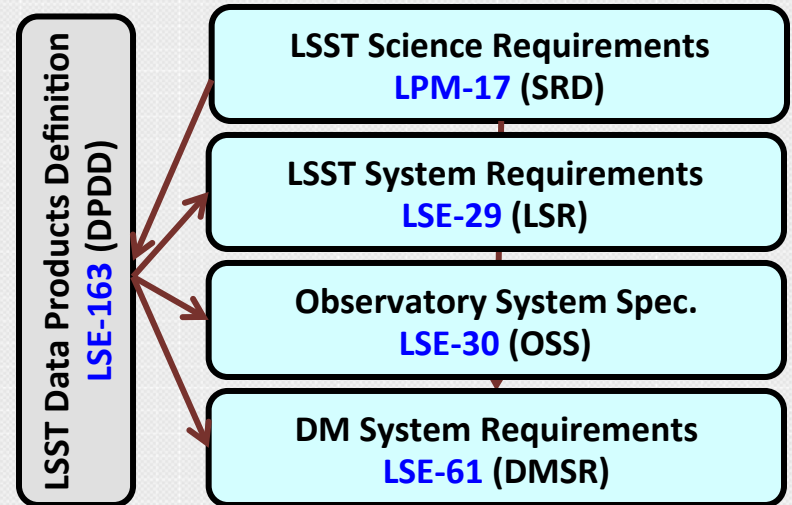 LSST Data Products Definition
LSE-163 (DPDD)
LSST Science Requirements
LPM-17 (SRD)
LSST System Requirements
LSE-29 (LSR)
Observatory System Spec.
LSE-30 (OSS)
DM System Requirements
LSE-61 (DMSR)